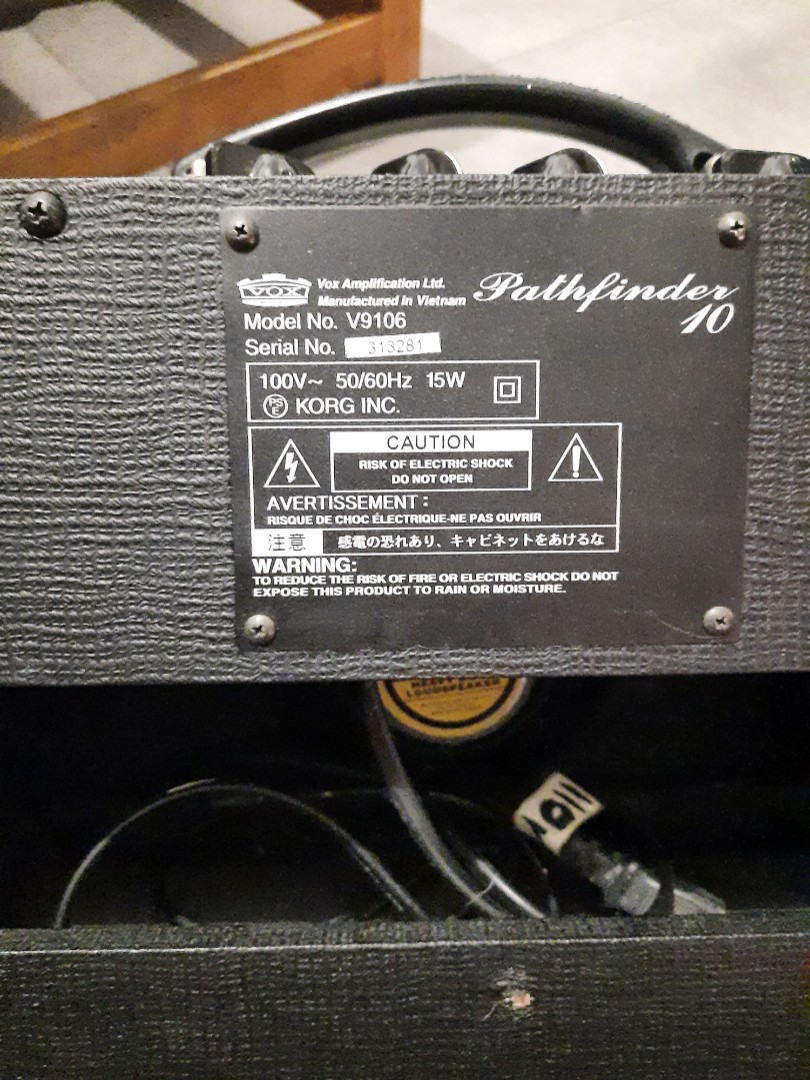 VOX
Vox Amplification Ltd.
Manufactured in Vietnam
Pathfinder
10
Model No. V9106
Serial No. 313281
100V~ 50/60Hz 15W
PS
E
KORG INC.
CAUTION
RISK OF ELECTRIC SHOCK
DO NOT OPEN
AVERTISSEMENT :
RISQUE DE CHOC ÉLECTRIQUE-NE PAS OUVRIR
注意 感電の恐れあり、キャビネットをあけるな
WARNING:
TO REDUCE THE RISK OF FIRE OR ELECTRIC SHOCK DO NOT
EXPOSE THIS PRODUCT TO RAIN OR MOISTURE.
LOUDSPEAKER